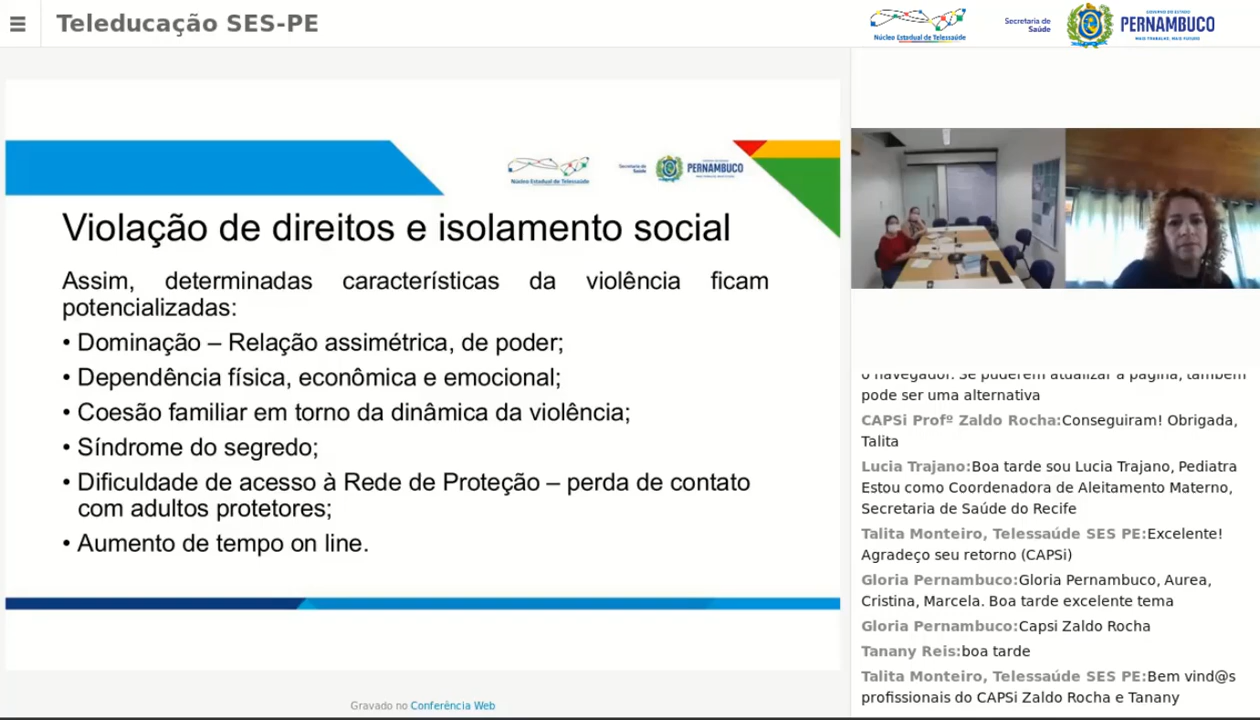 Teleducação SES-PE
Núcleo Estadual de Telessaúde
Secretaria de
Saúde
GOVERNO DO ESTADO
PERNAMBUCO
MAIS TRABALHO, MAIS FUTURO
Núcleo Estadual de Telessaúde
Secretaria de
Saúde
PERNAMBUCO
Violação de direitos e isolamento social
Assim, determinadas características da violência ficam
potencializadas:
• Dominação – Relação assimétrica, de poder;
• Dependência física, econômica e emocional;
• Coesão familiar em torno da dinâmica da violência;
• Síndrome do segredo;
• Dificuldade de acesso à Rede de Proteção – perda de contato
com adultos protetores;
• Aumento de tempo on line.
Gravado no Conferência Web
o navegador. Se puderem atualizar a página, também
pode ser uma alternativa
CAPSi Profº Zaldo Rocha:Conseguiram! Obrigada,
Talita
Lucia Trajano:Boa tarde sou Lucia Trajano, Pediatra
Estou como Coordenadora de Aleitamento Materno,
Secretaria de Saúde do Recife
Talita Monteiro, Telessaúde SES PE:Excelente!
Agradeço seu retorno (CAPSi)
Gloria Pernambuco:Gloria Pernambuco, Aurea,
Cristina, Marcela. Boa tarde excelente tema
Gloria Pernambuco:Capsi Zaldo Rocha
Tanany Reis:boa tarde
Talita Monteiro, Telessaúde SES PE:Bem vind@s
profissionais do CAPSi Zaldo Rocha e Tanany